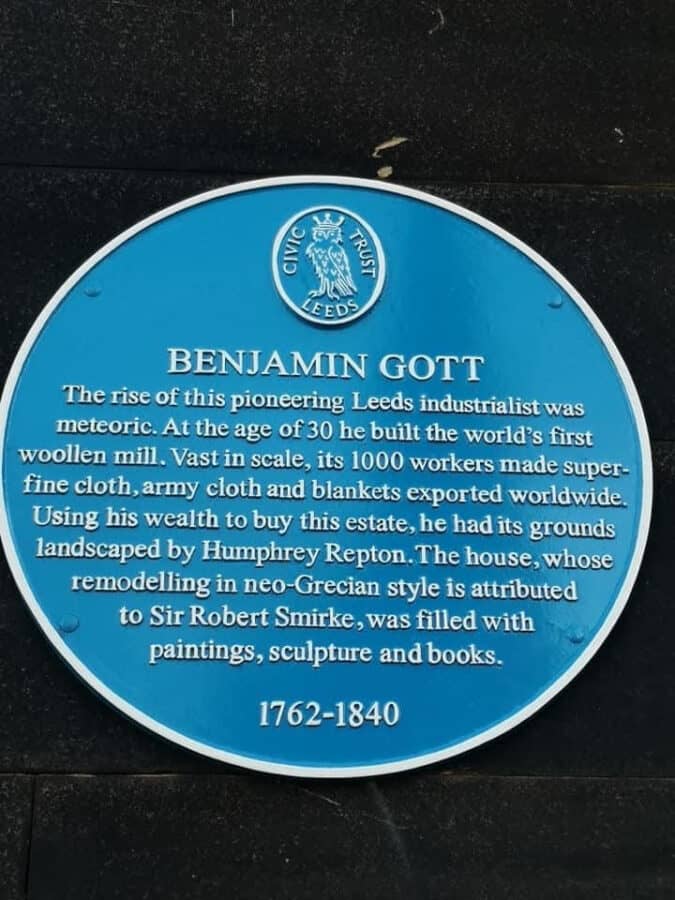 CIVIC TRUST
LEEDS
BENJAMIN GOTT
The rise of this pioneering Leeds industrialist was
meteoric. At the age of 30 he built the world's first
woollen mill. Vast in scale, its 1000 workers made super-
fine cloth, army cloth and blankets exported worldwide.
Using his wealth to buy this estate, he had its grounds
landscaped by Humphrey Repton. The house, whose
remodelling in neo-Grecian style is attributed
to Sir Robert Smirke, was filled with
paintings, sculpture and books.
1762-1840